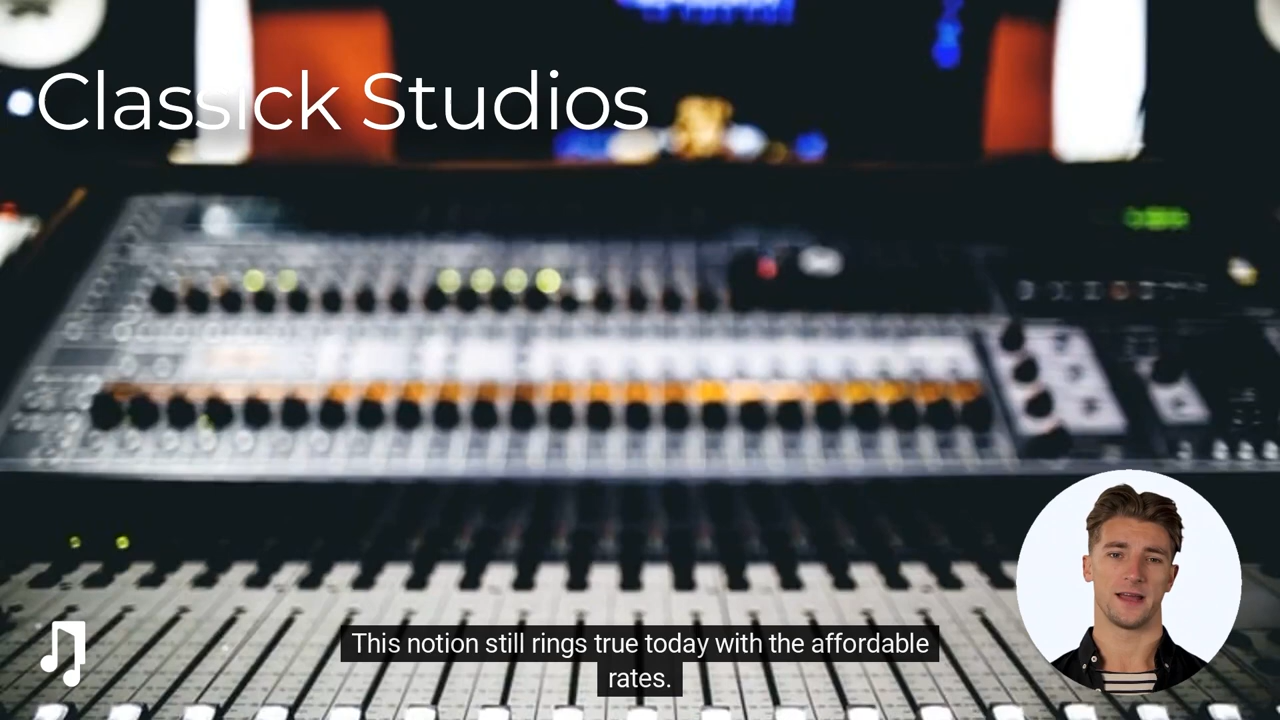 Classick Studios
This notion still rings true today with the affordable
rates.